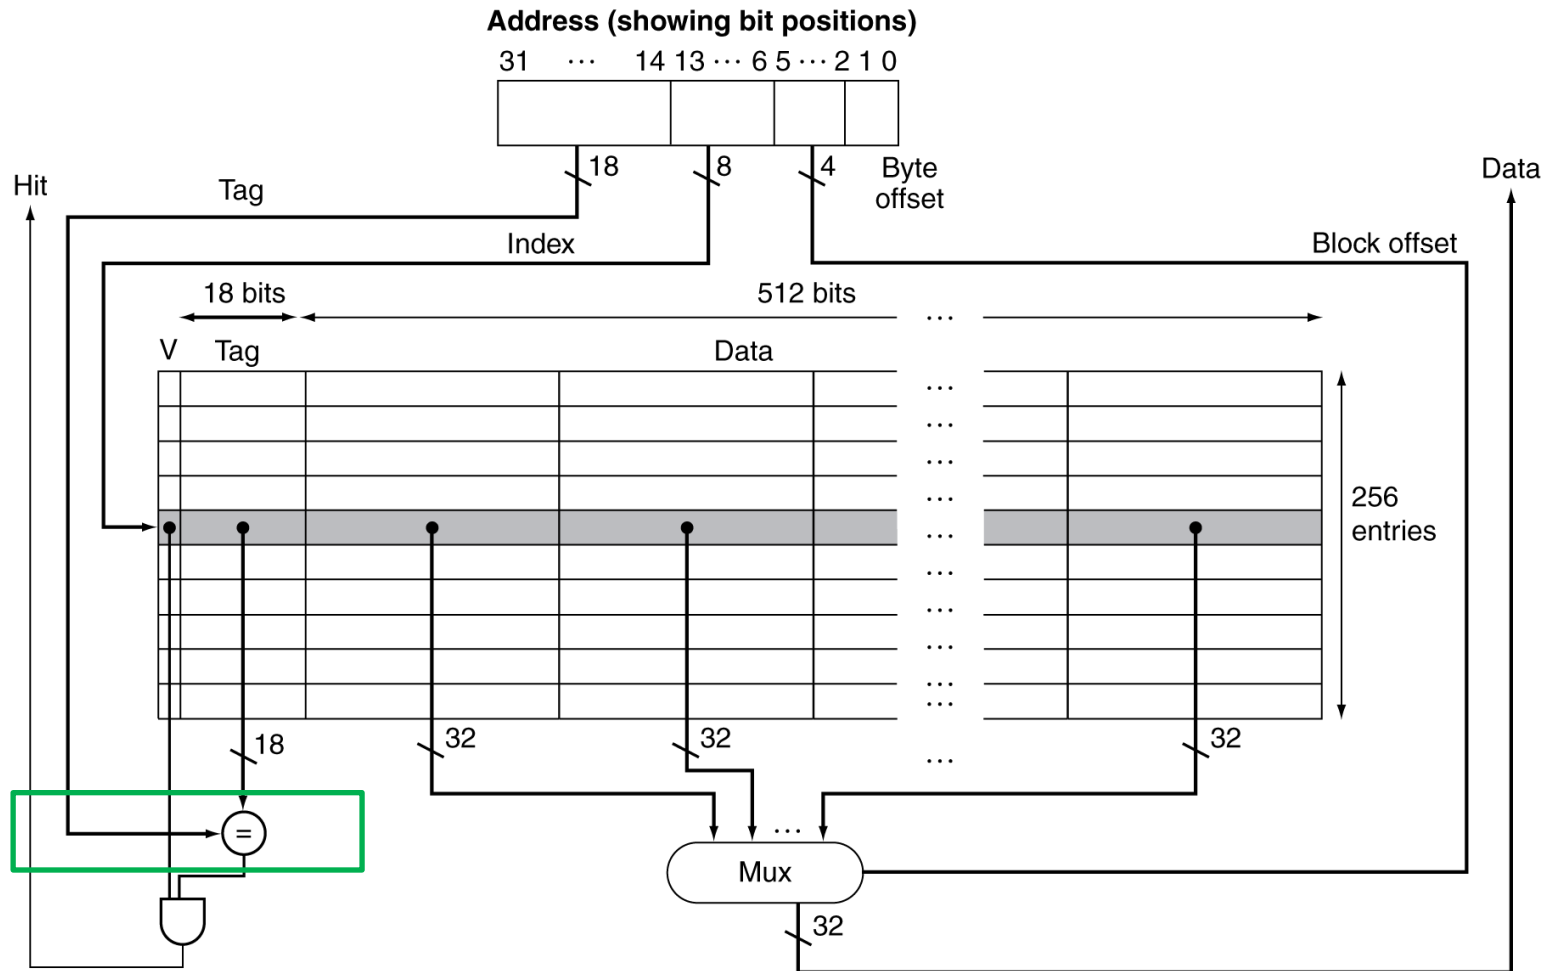 Address (showing bit positions)
31 ··· 14 13 ··· 6 5 ··· 2 1 0
18 8 4 Byte
offset
Hit
Data
Tag
Index
Block offset
18 bits
512 bits
···
V Tag Data
···
···
···
···
···
···
···
···
···
···
256
entries
18 32 32 ··· 32
=
···
Mux
32